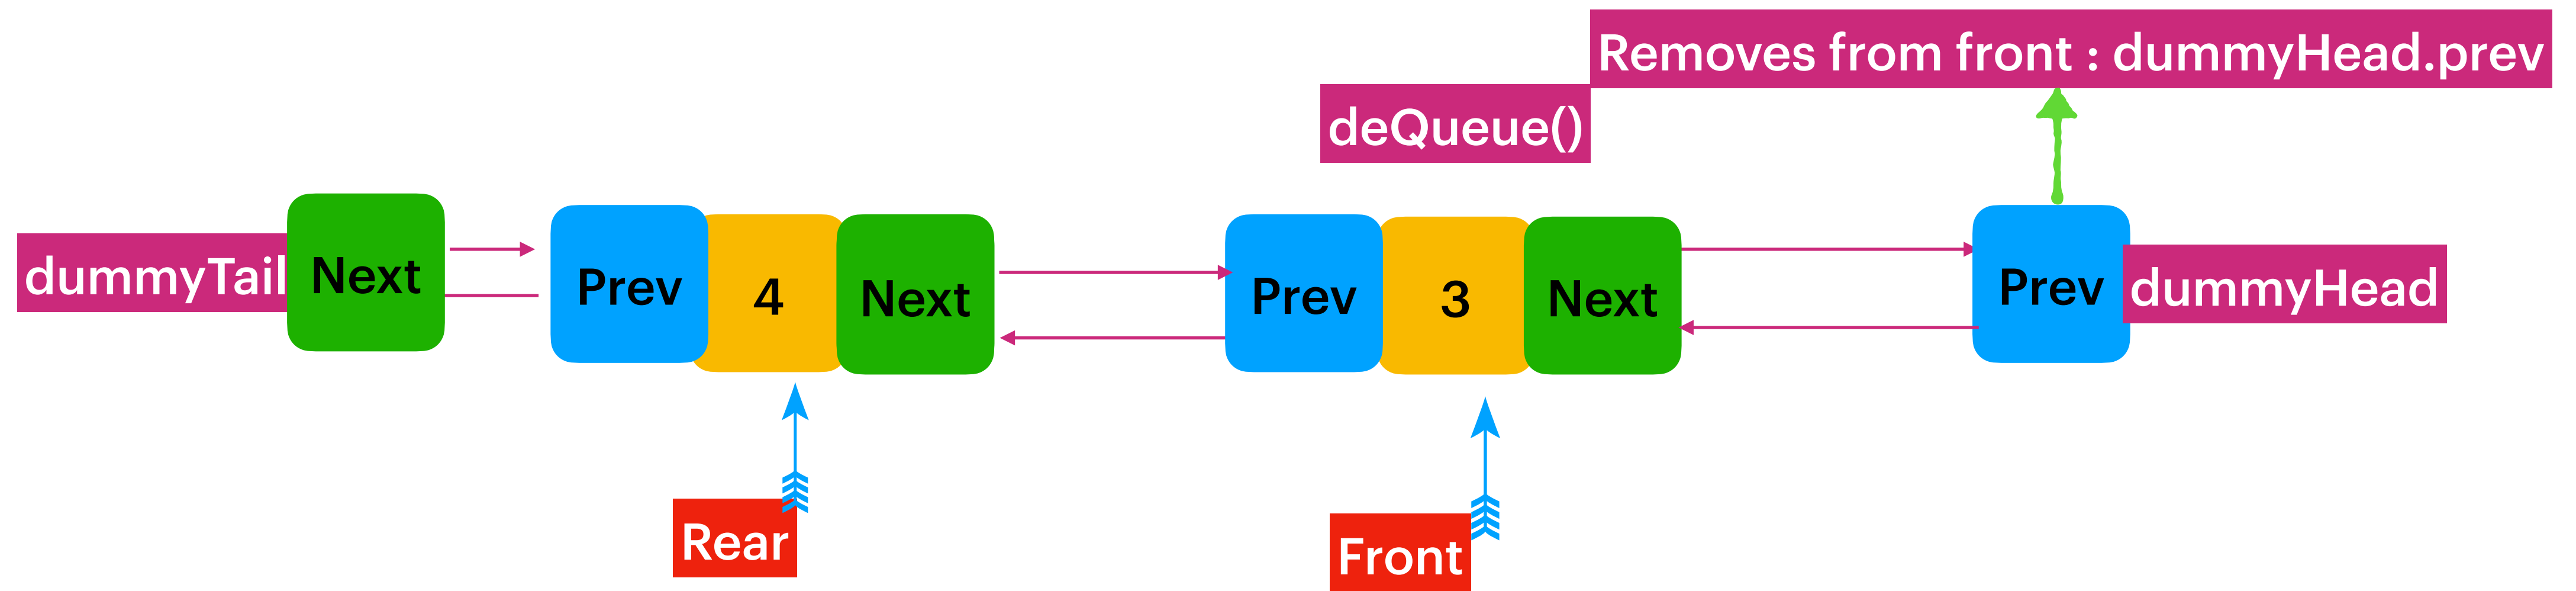 Removes from front : dummyHead.prev
deQueue()
dummyTail
Next
Prev
4
Next
Prev
3
Next
Prev
dummyHead
Rear
Front